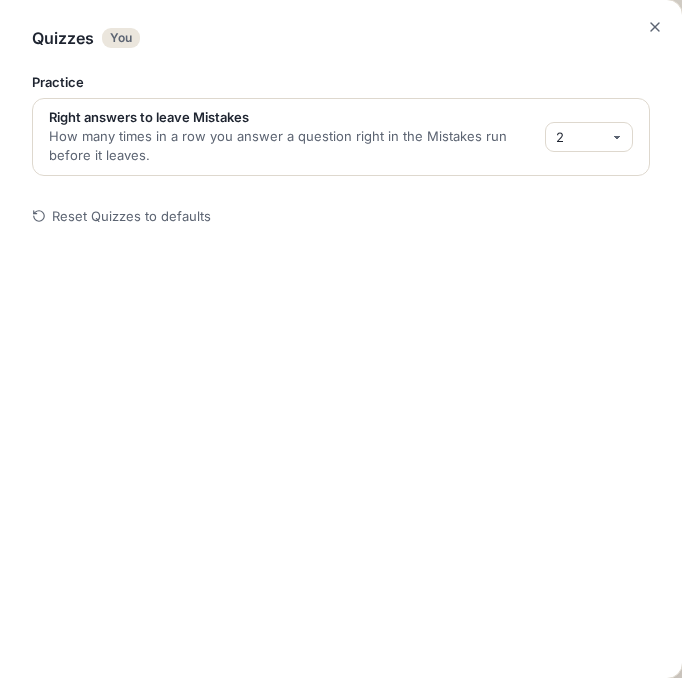 Quizzes You
Practice
Right answers to leave Mistakes
How many times in a row you answer a question right in the Mistakes run
before it leaves.
2
Reset Quizzes to defaults